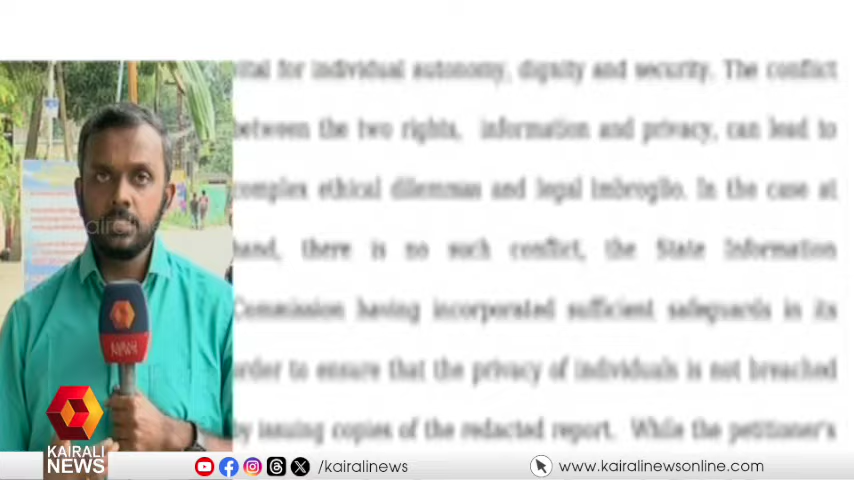 vital for individual autonomy, dignity and security. The conflict
between the two rights, information and privacy, can lead to
complex ethical dilemmas and legal imbroglio. In the case at
hand, there is no such conflict, the State Information
Commission having incorporated sufficient safeguards in its
order to ensure that the privacy of individuals is not breached
by issuing copies of the redacted report. While the petitioner's
kairali
NEWS
KAIRALI
NEWS
/kairalinews
www.kairalinewsonline.com